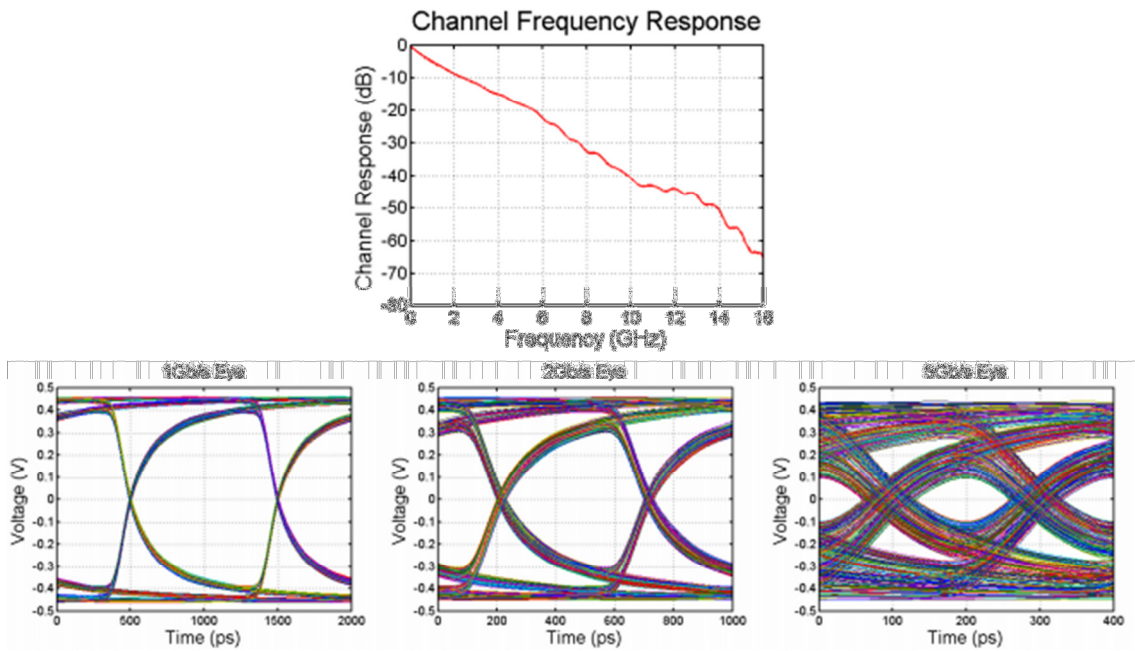 Channel Frequency Response
Channel Response (dB)
0
-10
-20
-30
-40
-50
-60
-70
-80
0 2 4 6 8 10 12 14 16
Frequency (GHz)
1Gb/s Eye
Voltage (V)
0.5
0.4
0.3
0.2
0.1
0
-0.1
-0.2
-0.3
-0.4
-0.5
0 500 1000 1500 2000
Time (ps)
2Gb/s Eye
Voltage (V)
0.5
0.4
0.3
0.2
0.1
0
-0.1
-0.2
-0.3
-0.4
-0.5
0 200 400 600 800 1000
Time (ps)
5Gb/s Eye
Voltage (V)
0.5
0.4
0.3
0.2
0.1
0
-0.1
-0.2
-0.3
-0.4
-0.5
0 100 200 300 400
Time (ps)